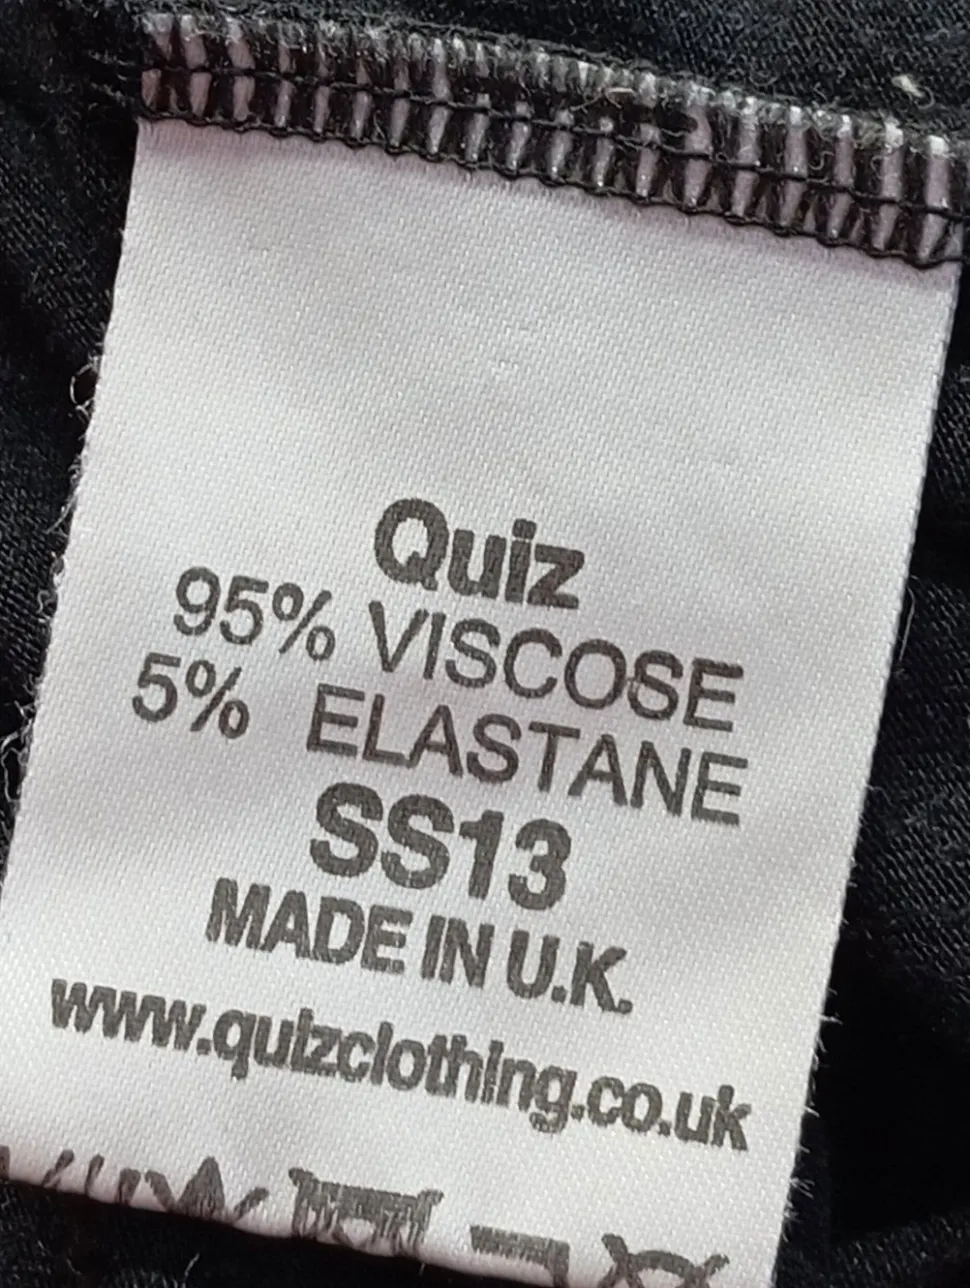 Quiz
95% VISCOSE
5% ELASTANE
SS13
MADE IN U.K.
www.quizclothing.co.uk